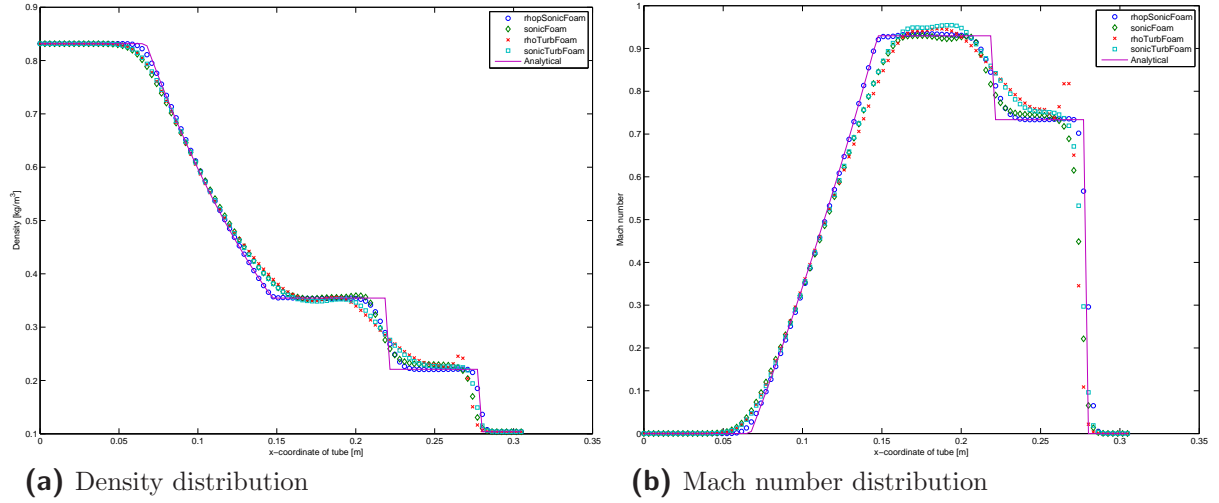 rhopSonicFoam
sonicFoam
rhoTurbFoam
sonicTurbFoam
Analytical
0.9
0.8
0.7
0.6
0.5
0.4
0.3
0.2
0.1
Density [kg/m³]
0 0.05 0.1 0.15 0.2 0.25 0.3 0.35
x−coordinate of tube [m]
(a) Density distribution
rhopSonicFoam
sonicFoam
rhoTurbFoam
sonicTurbFoam
Analytical
1
0.9
0.8
0.7
0.6
0.5
0.4
0.3
0.2
0.1
0
Mach number
0 0.05 0.1 0.15 0.2 0.25 0.3 0.35
x−coordinate of tube [m]
(b) Mach number distribution